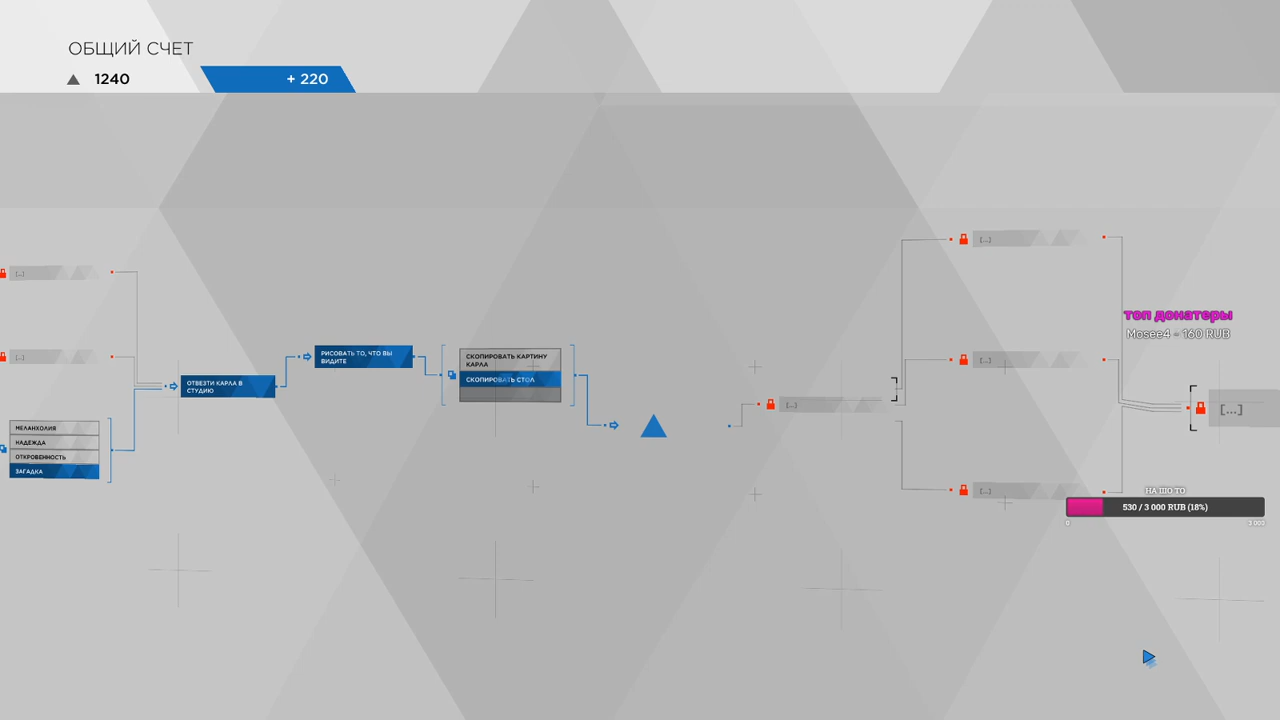 ОБЩИЙ СЧЕТ
1240
+ 220
[...]
[...]
МЕЛАНХОЛИЯ
НАДЕЖДА
ОТКРОВЕННОСТЬ
ЗАГАДКА
ОТВЕЗТИ КАРЛА В
СТУДИЮ
РИСОВАТЬ ТО, ЧТО ВЫ
ВИДИТЕ
СКОПИРОВАТЬ КАРТИНУ
КАРЛА
СКОПИРОВАТЬ СТОЛ
[...]
[...]
[...]
[...]
[...]
топ донатеры
Mosee4 - 160 RUB
НА ШО ТО
530 / 3 000 RUB (18%)
0
3 000